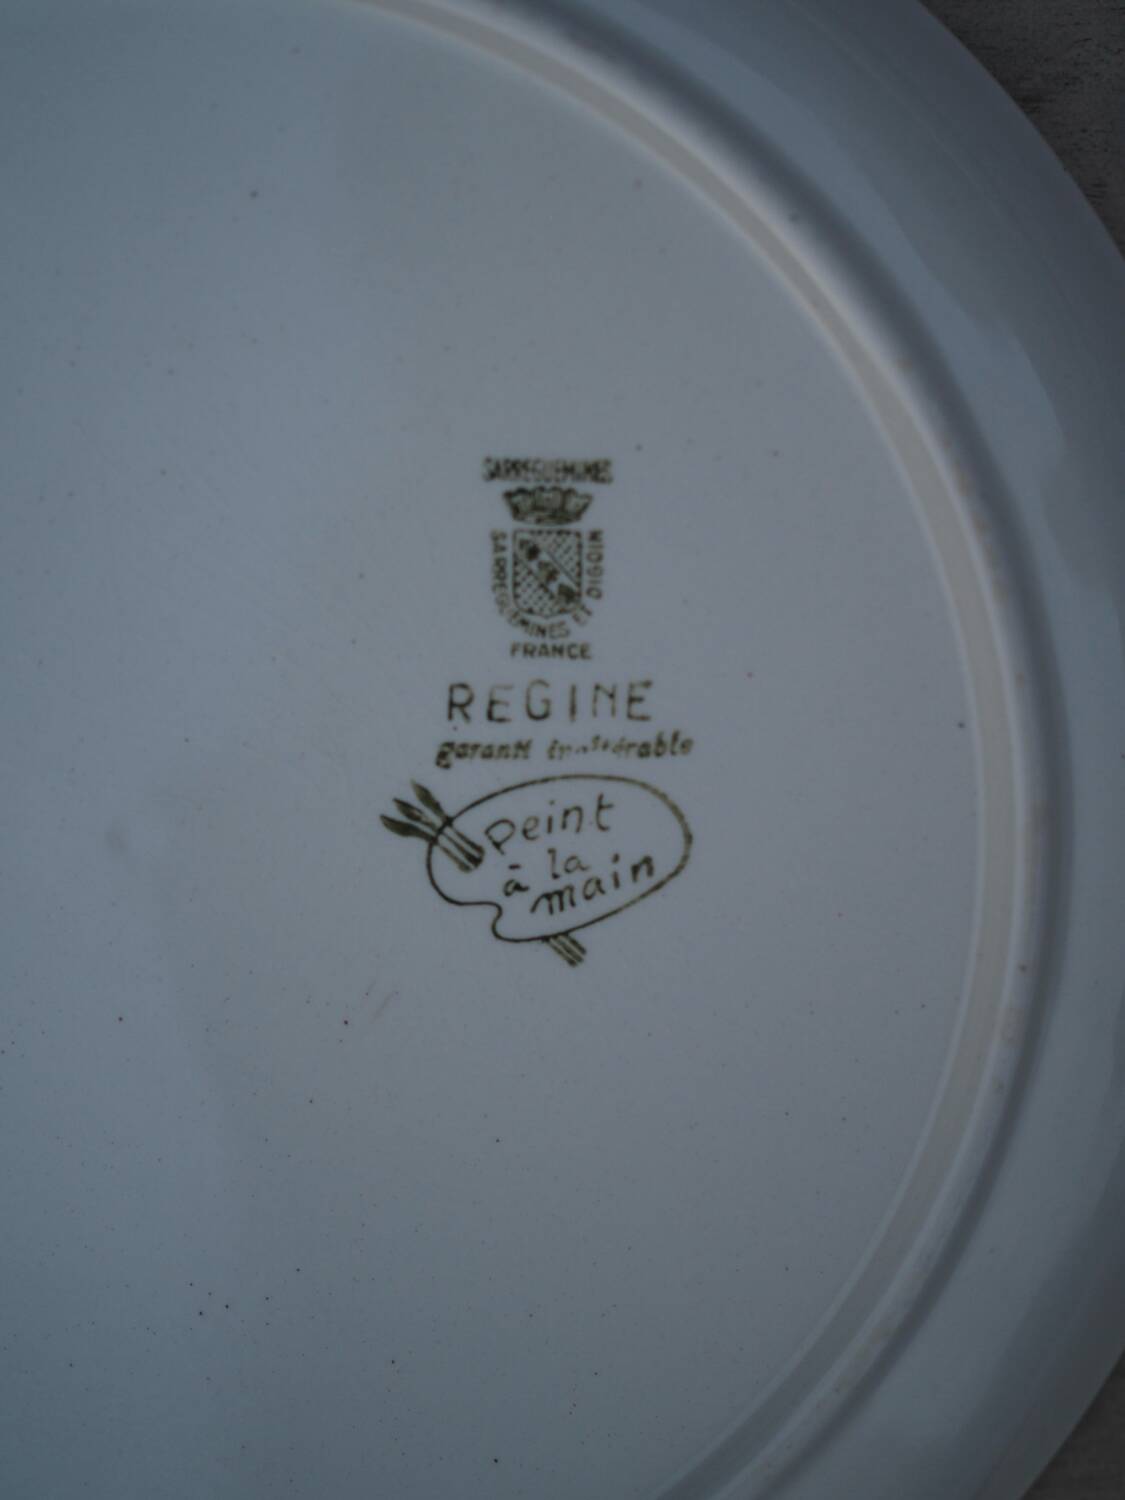 SARREGUEMINES
SARREGUEMINES ET DIGOIN
FRANCE
REGINE
garanti inaltérable
Peint
à la
main